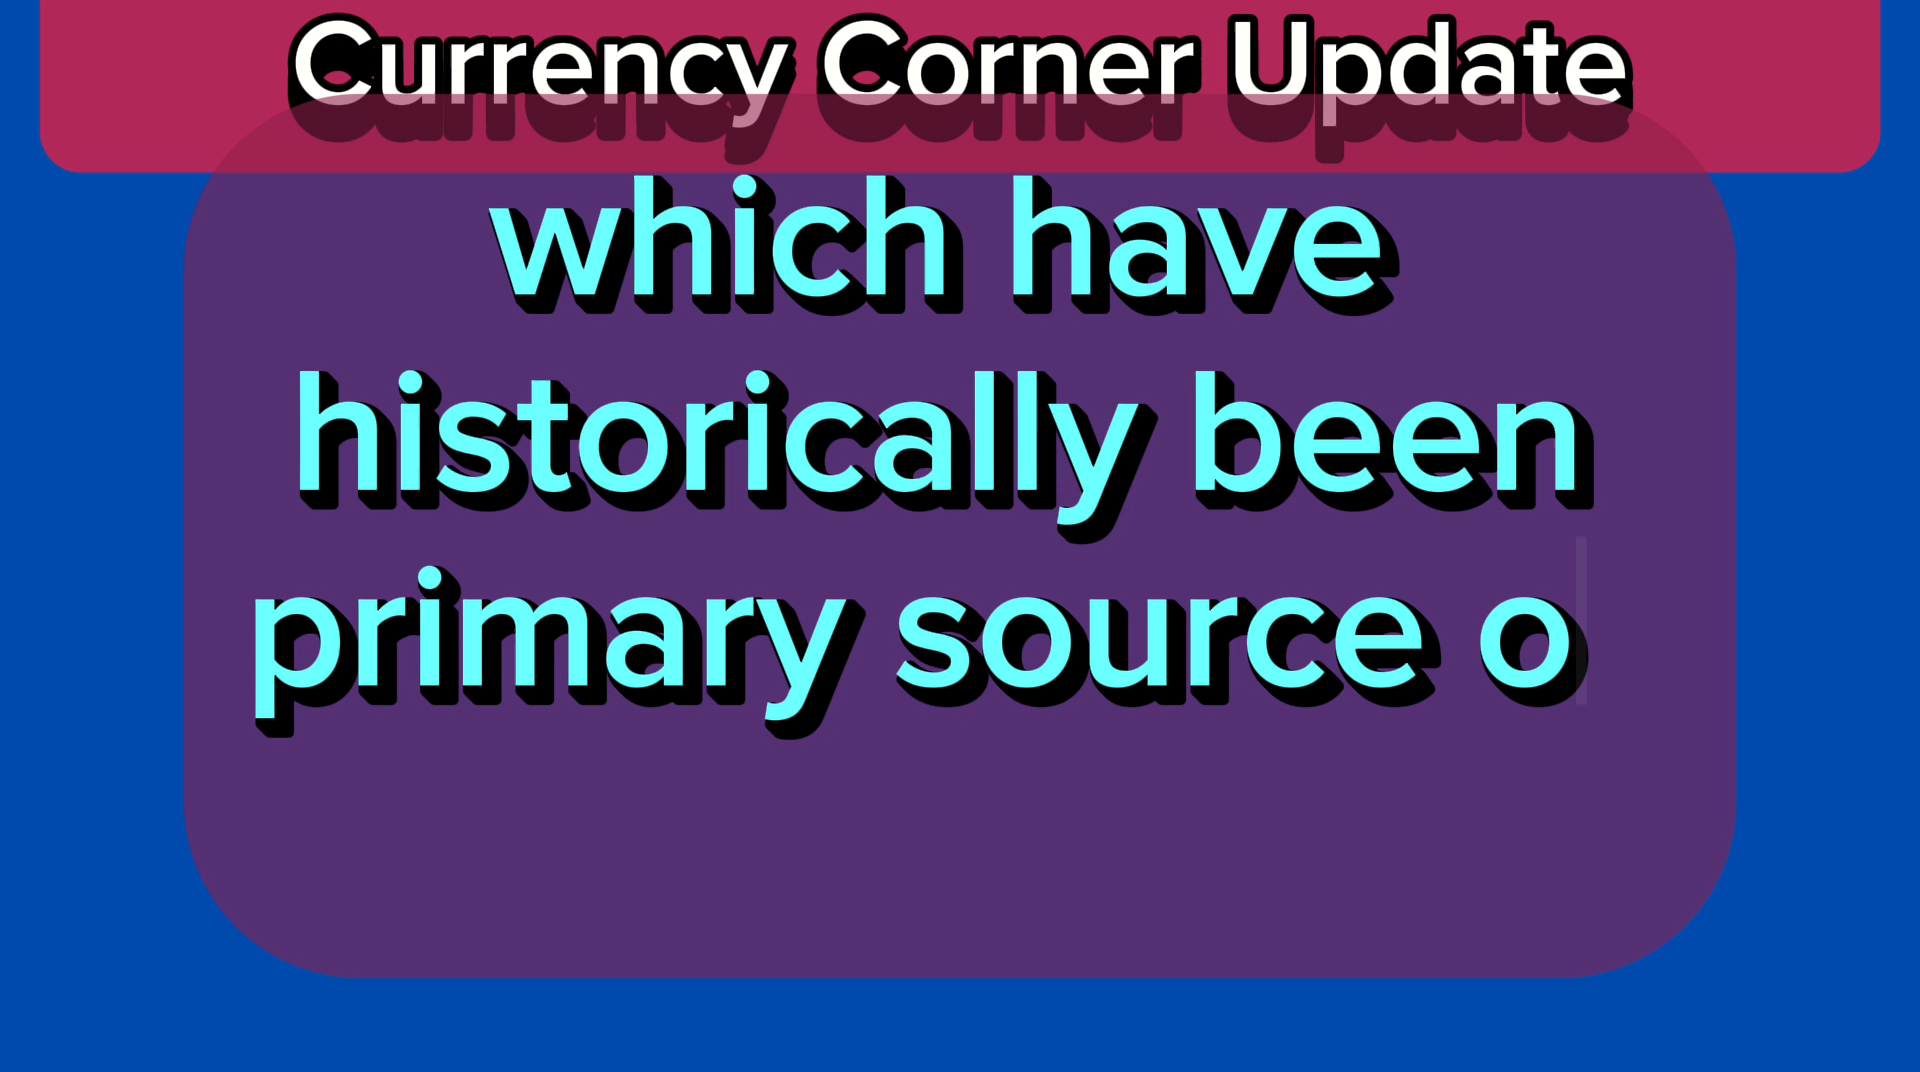 Currency Corner Update
which have
historically been
primary source o